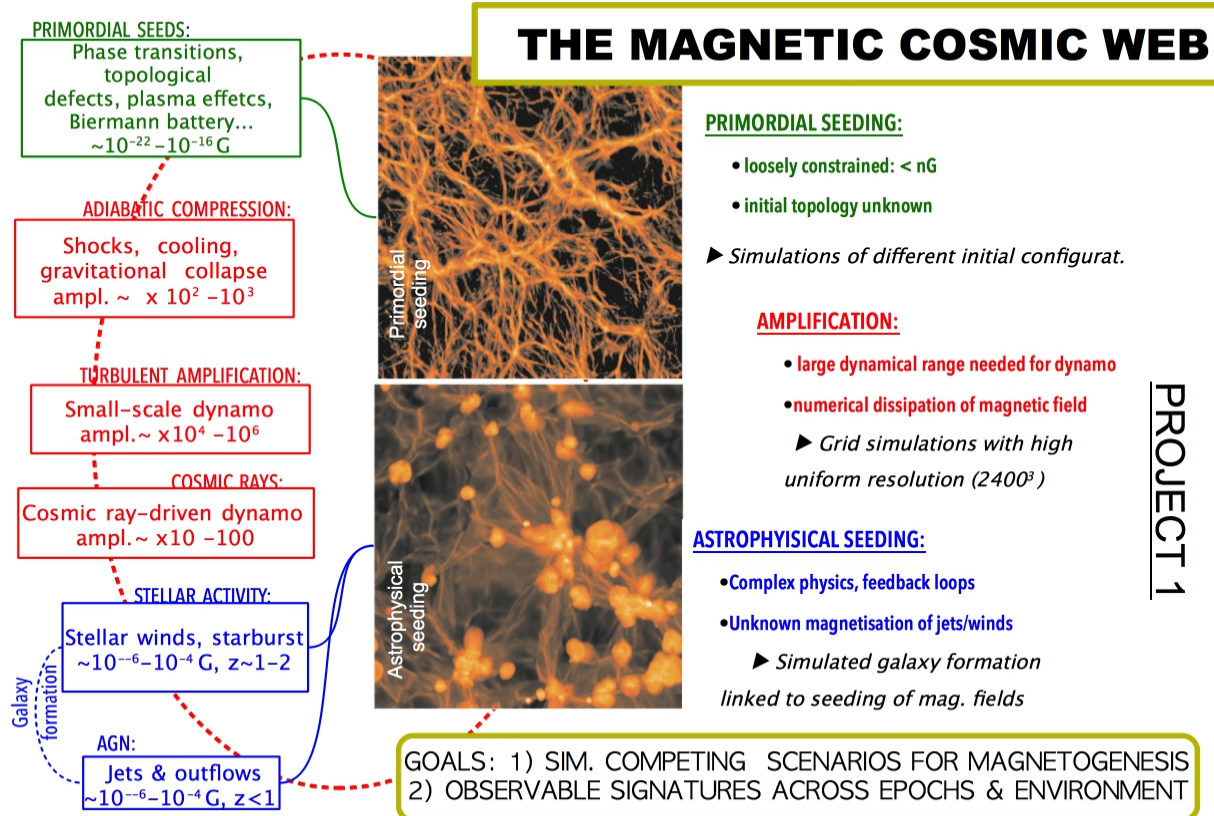 THE MAGNETIC COSMIC WEB
PRIMORDIAL SEEDS:
Phase transitions,
topological
defects, plasma effetcs,
Biermann battery...
~10⁻²² –10⁻¹⁶ G
ADIABATIC COMPRESSION:
Shocks, cooling,
gravitational collapse
ampl. ~ x 10² –10³
TURBULENT AMPLIFICATION:
Small–scale dynamo
ampl.~ x10⁴ –10⁶
COSMIC RAYS:
Cosmic ray–driven dynamo
ampl.~ x10 –100
STELLAR ACTIVITY:
Stellar winds, starburst
~10⁻⁻⁶–10⁻⁴ G, z~1–2
Galaxy
formation
AGN:
Jets & outflows
~10⁻⁻⁶–10⁻⁴ G, z<1
Primordial
seeding
Astrophysical
seeding
PRIMORDIAL SEEDING:
• loosely constrained: < nG
• initial topology unknown
▶ Simulations of different initial configurat.
AMPLIFICATION:
• large dynamical range needed for dynamo
•numerical dissipation of magnetic field
▶ Grid simulations with high
uniform resolution (2400³ )
ASTROPHYISICAL SEEDING:
•Complex physics, feedback loops
•Unknown magnetisation of jets/winds
▶ Simulated galaxy formation
linked to seeding of mag. fields
PROJECT 1
GOALS: 1) SIM. COMPETING SCENARIOS FOR MAGNETOGENESIS
2) OBSERVABLE SIGNATURES ACROSS EPOCHS & ENVIRONMENT